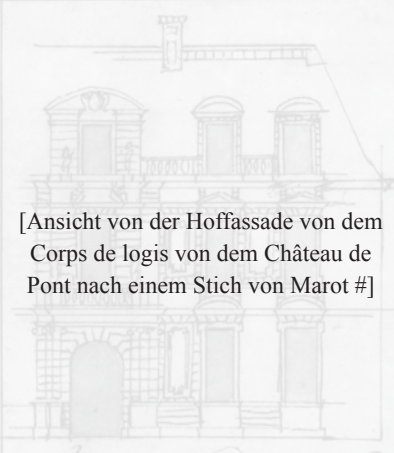 [Ansicht von der Hoffassade von dem
Corps de logis von dem Château de
Pont nach einem Stich von Marot #]